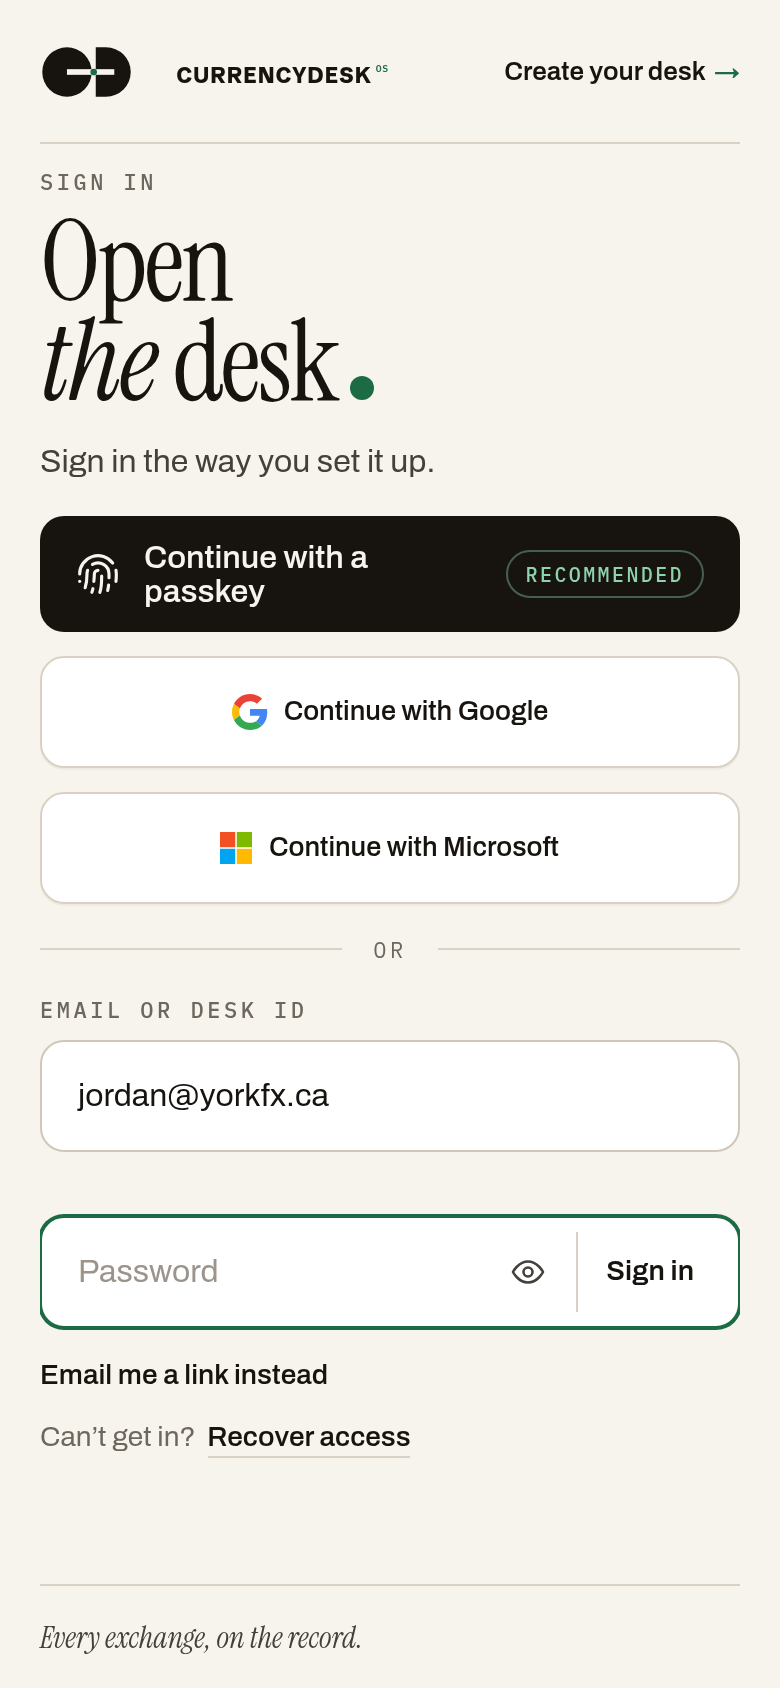 CURRENCYDESK OS
Create your desk →
SIGN IN
Open
the desk.
Sign in the way you set it up.
Continue with a
passkey
RECOMMENDED
Continue with Google
Continue with Microsoft
OR
EMAIL OR DESK ID
jordan@yorkfx.ca
Password
Sign in
Email me a link instead
Can’t get in? Recover access
Every exchange, on the record.